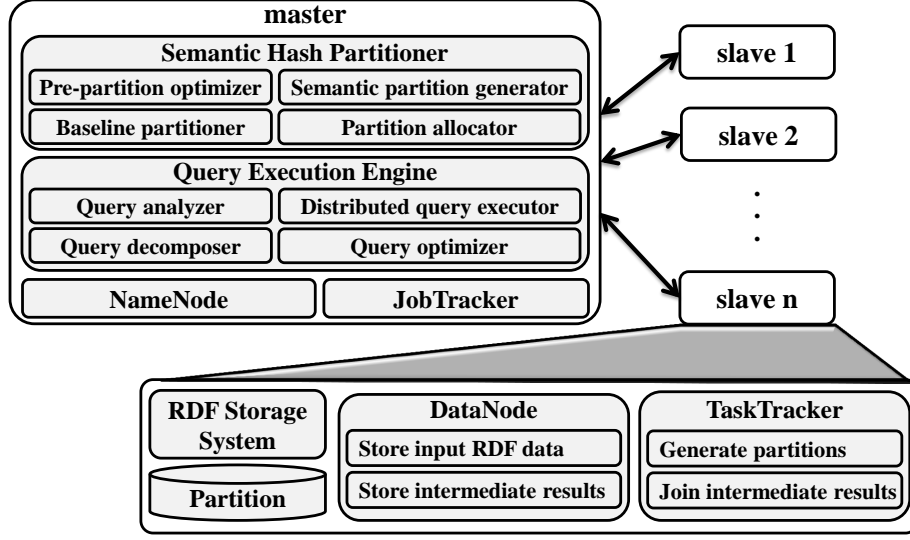 master
Semantic Hash Partitioner
Pre-partition optimizer
Semantic partition generator
Baseline partitioner
Partition allocator
Query Execution Engine
Query analyzer
Distributed query executor
Query decomposer
Query optimizer
NameNode
JobTracker
slave 1
slave 2
.
.
.
slave n
RDF Storage
System
Partition
DataNode
Store input RDF data
Store intermediate results
TaskTracker
Generate partitions
Join intermediate results